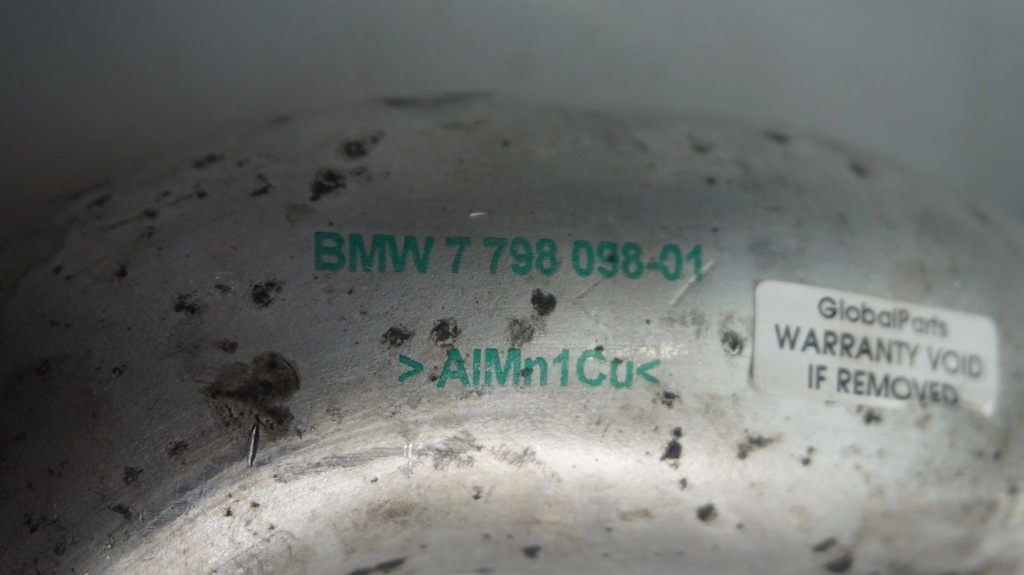 BMW 7 798 098-01
> AlMn1Cu<
GlobalParts
WARRANTY VOID
IF REMOVED